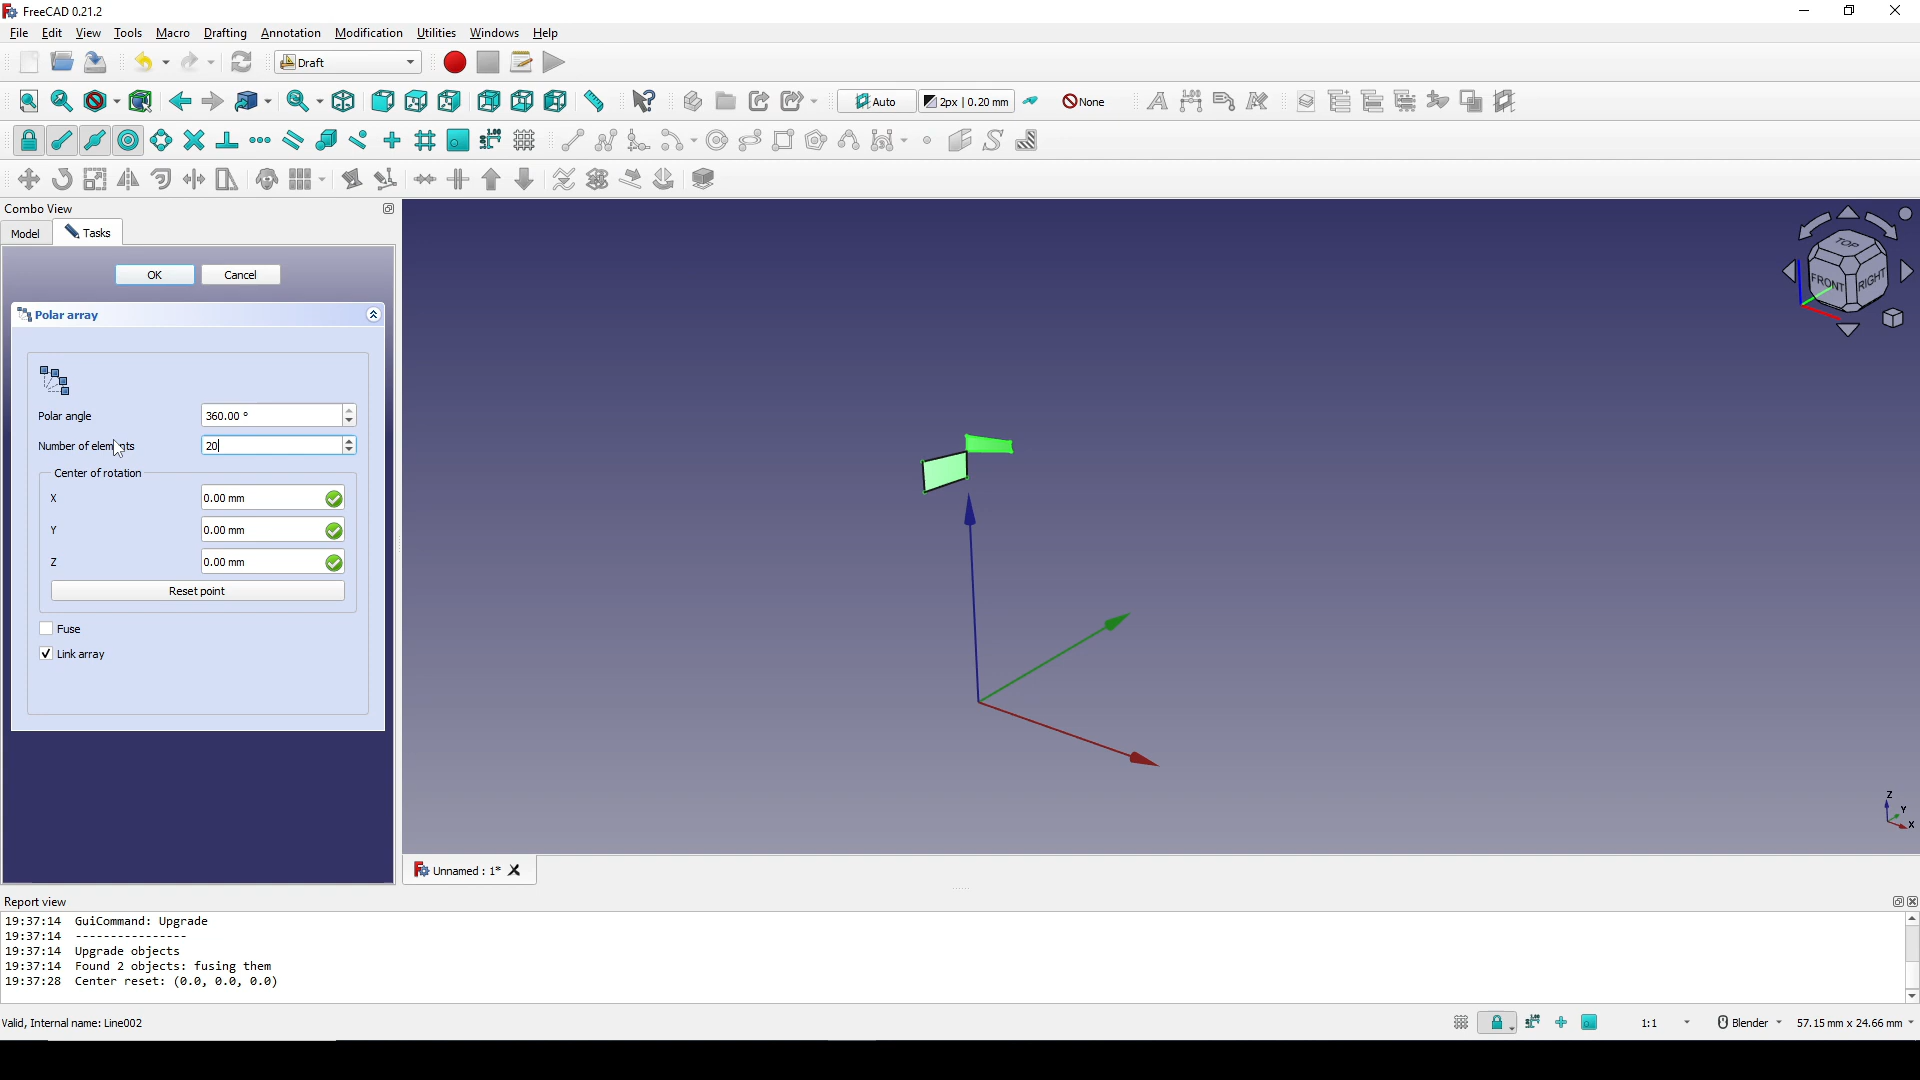 FreeCAD 0.21.2
File Edit View Tools Macro Drafting Annotation Modification Utilities Windows Help
Draft
Auto 2px | 0.20 mm None
Combo View
Model Tasks
OK Cancel
Polar array
Polar angle 360.00 °
Number of elements 20
Center of rotation
X 0.00 mm
Y 0.00 mm
Z 0.00 mm
Reset point
Fuse
Link array
TOP
FRONT RIGHT
Z
Y
X
Unnamed : 1*
Report view
19:37:14 GuiCommand: Upgrade
19:37:14 ----------------
19:37:14 Upgrade objects
19:37:14 Found 2 objects: fusing them
19:37:28 Center reset: (0.0, 0.0, 0.0)
Valid, Internal name: Line002
1:1 Blender 57.15 mm x 24.66 mm